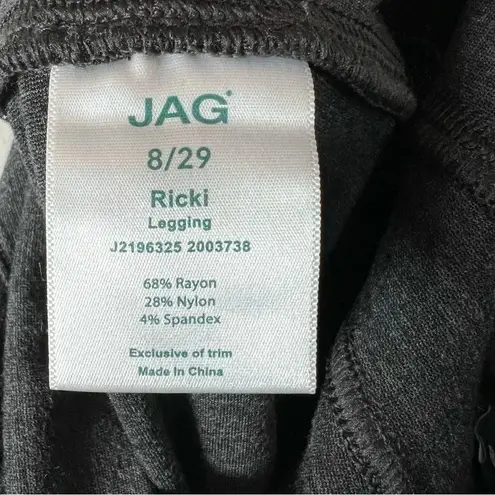 JAG
8/29
Ricki
Legging
J2196325 2003738
68% Rayon
28% Nylon
4% Spandex
Exclusive of trim
Made In China